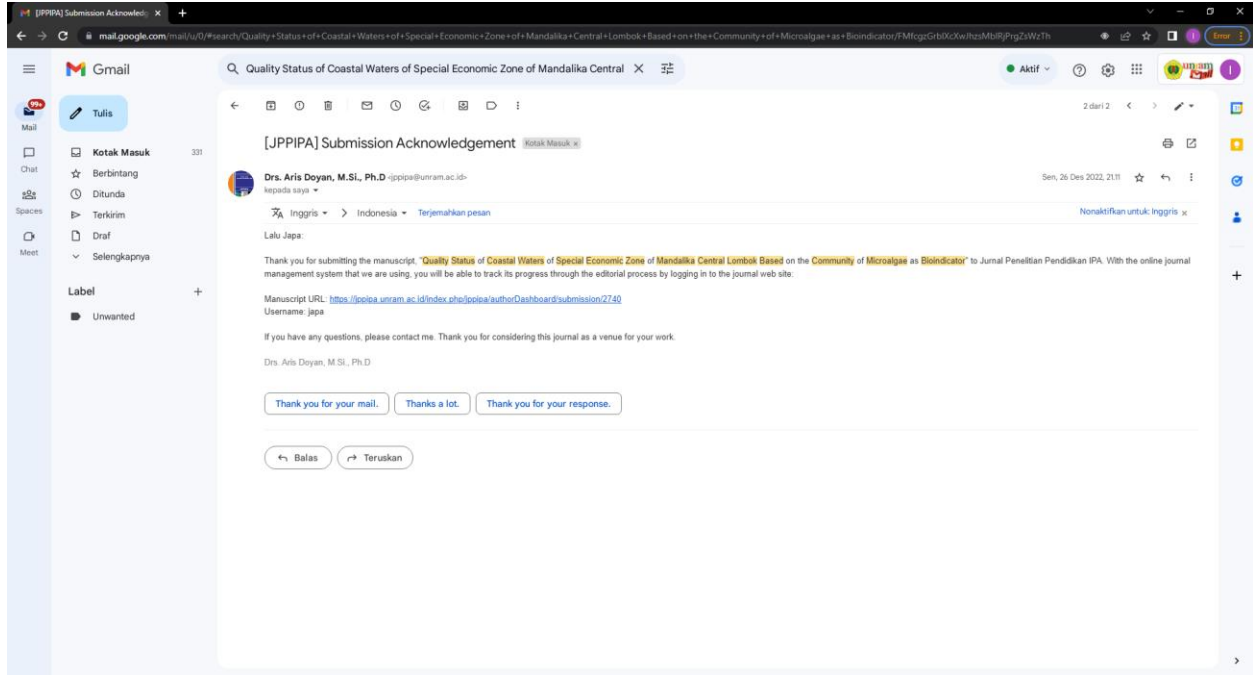 [JPPIPA] Submission Acknowledg
mail.google.com/mail/u/0/#search/Quality+Status+of+Coastal+Waters+of+Special+Economic+Zone+of+Mandalika+Central+Lombok+Based+on+the+Community+of+Microalgae+as+Bioindicator/
Error
Gmail
Quality Status of Coastal Waters of Special Economic Zone of Mandalika Central
Aktif
unram
I
99+
Mail
Chat
Spaces
Meet
Tulis
Kotak Masuk 331
Berbintang
Ditunda
Terkirim
Draf
Selengkapnya
Label
Unwanted
2 dari 2
[JPPIPA] Submission Acknowledgement Kotak Masuk x
Drs. Aris Doyan, M.Si., Ph.D <jppipa@unram.ac.id> Sen, 26 Des 2022, 21.11
kepada saya
Inggris > Indonesia Terjemahkan pesan Nonaktifkan untuk: Inggris x
Lalu Japa:
Thank you for submitting the manuscript, "Quality Status of Coastal Waters of Special Economic Zone of Mandalika Central Lombok Based on the Community of Microalgae as Bioindicator" to Jurnal Penelitian Pendidikan IPA. With the online journal
management system that we are using, you will be able to track its progress through the editorial process by logging in to the journal web site:
Manuscript URL: https://jppipa.unram.ac.id/index.php/jppipa/authorDashboard/submission/2740
Username: japa
If you have any questions, please contact me. Thank you for considering this journal as a venue for your work.
Drs. Aris Doyan, M.Si., Ph.D
Thank you for your mail. Thanks a lot. Thank you for your response.
Balas Teruskan